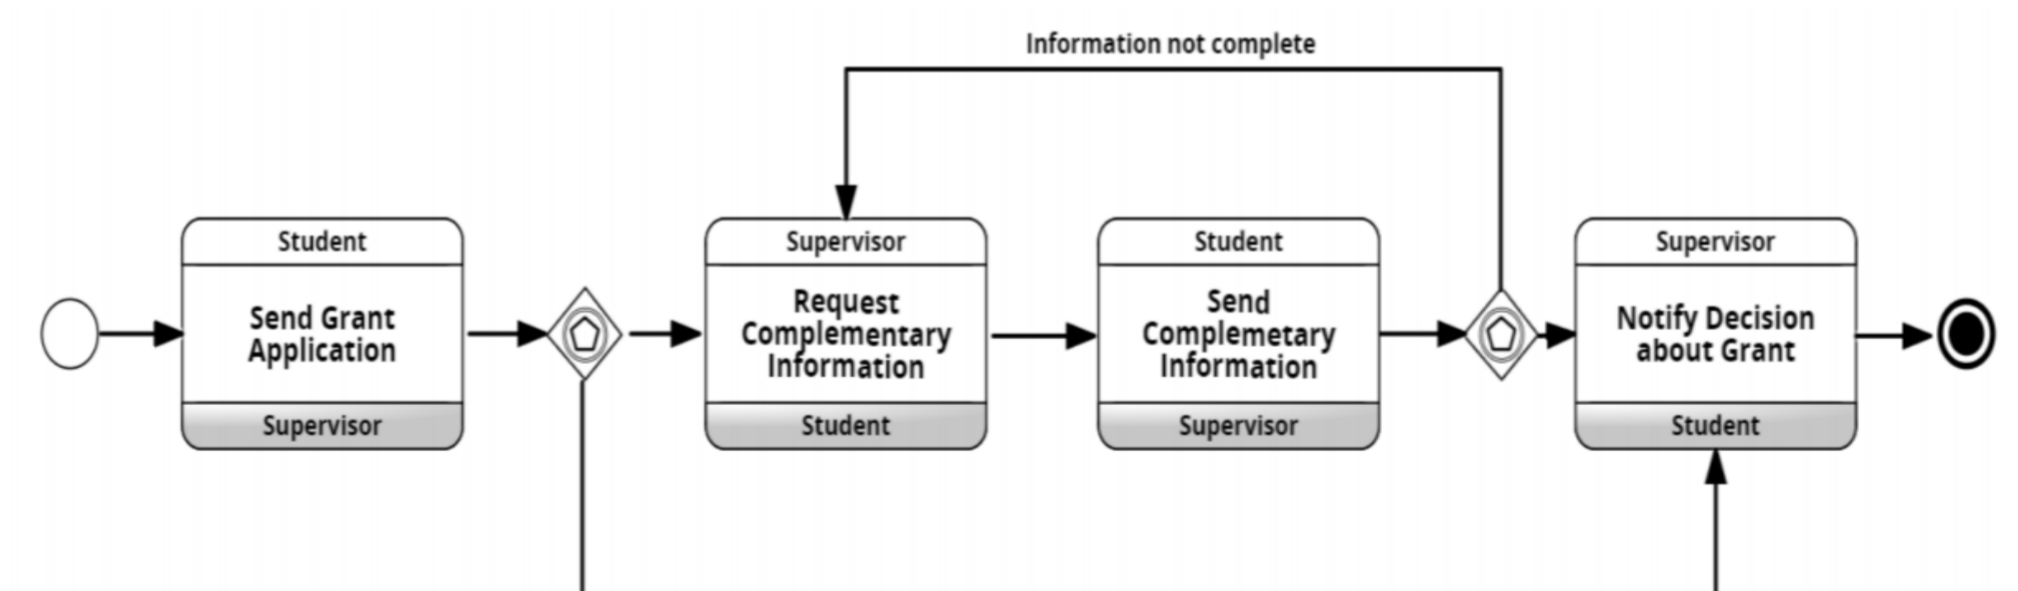 Information not complete
Student
Send Grant
Application
Supervisor
Supervisor
Request
Complementary
Information
Student
Student
Send
Complemetary
Information
Supervisor
Supervisor
Notify Decision
about Grant
Student